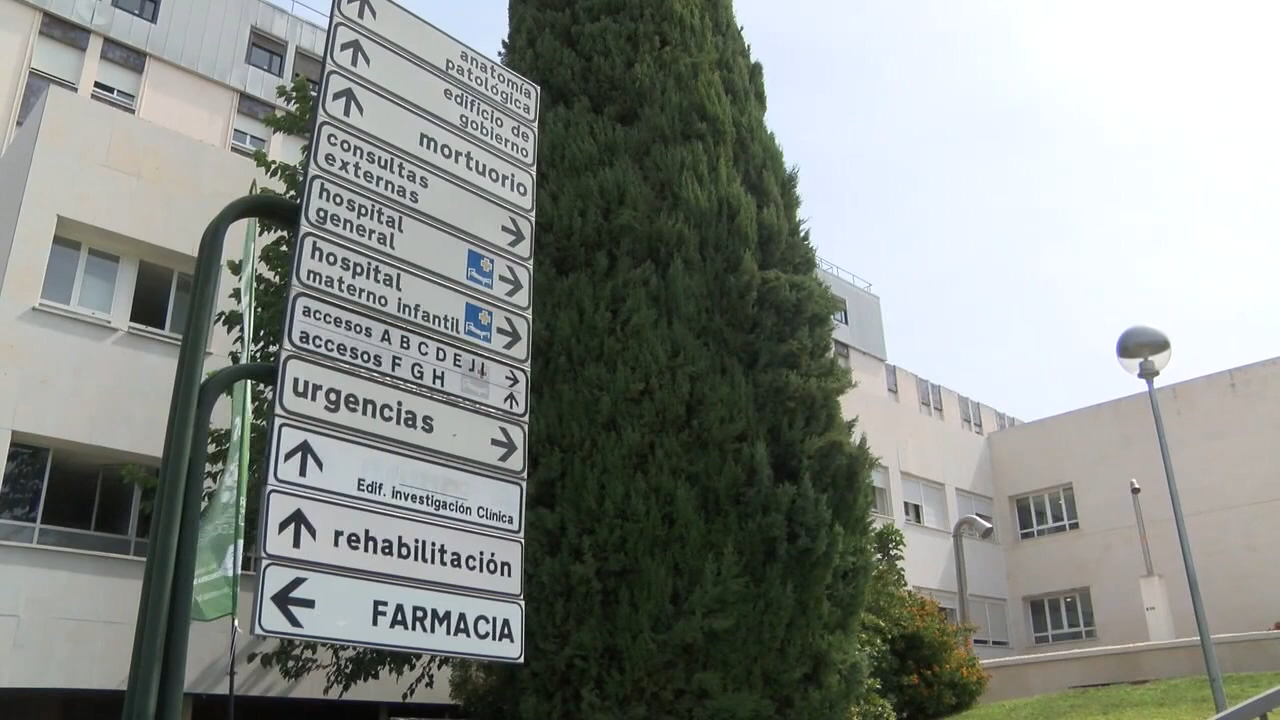 anatomía
patológica
edificio de
gobierno
mortuorio
consultas
externas
hospital
general
hospital
materno infantil
accesos A B C D E J
accesos F G H
urgencias
Edif. investigación Clínica
rehabilitación
FARMACIA